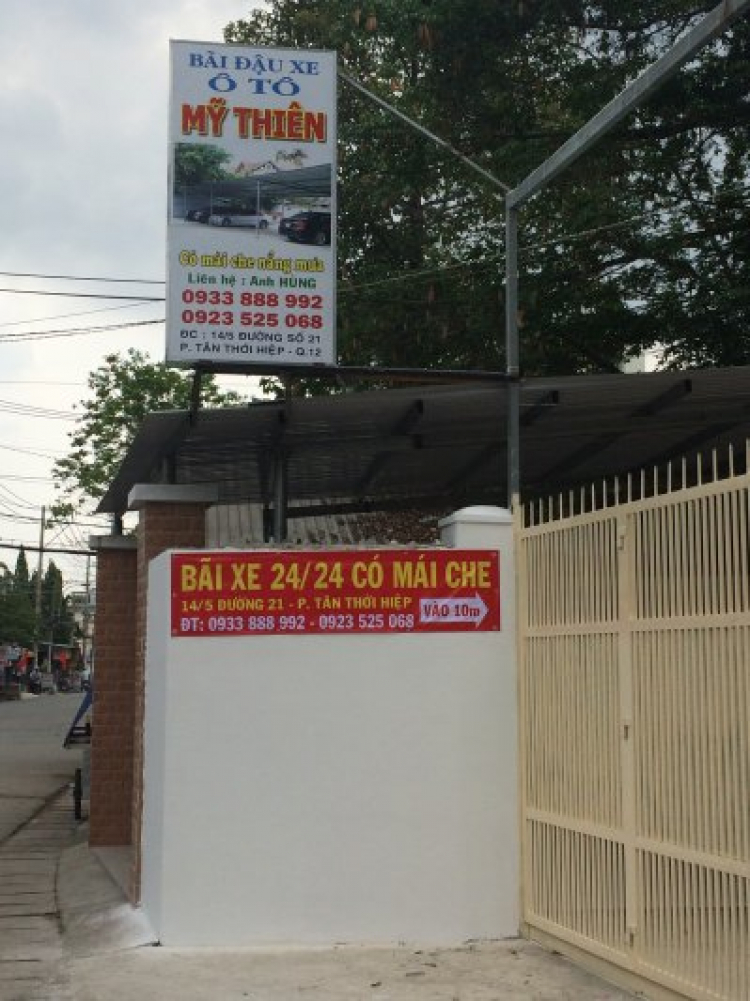 BÃI ĐẬU XE
Ô TÔ
MỸ THIÊN
Có mái che nắng mưa
Liên hệ : Anh HÙNG
0933 888 992
0923 525 068
ĐC : 14/5 ĐƯỜNG SỐ 21
P. TÂN THỚI HIỆP - Q.12
BÃI XE 24/24 CÓ MÁI CHE
14/5 ĐƯỜNG 21 - P. TÂN THỚI HIỆP
ĐT: 0933 888 992 - 0923 525 068
VÀO 10m